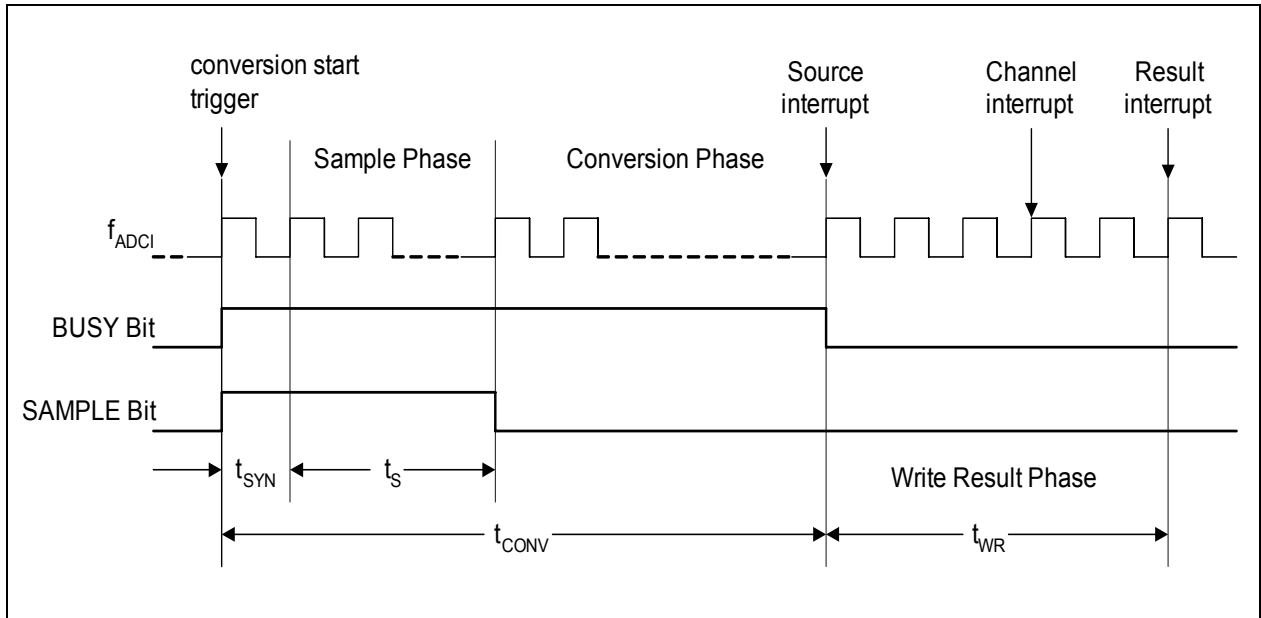 conversion start
trigger
Source
interrupt
Channel
interrupt
Result
interrupt
Sample Phase
Conversion Phase
fADCI
BUSY Bit
SAMPLE Bit
tSYN
tS
Write Result Phase
tCONV
tWR